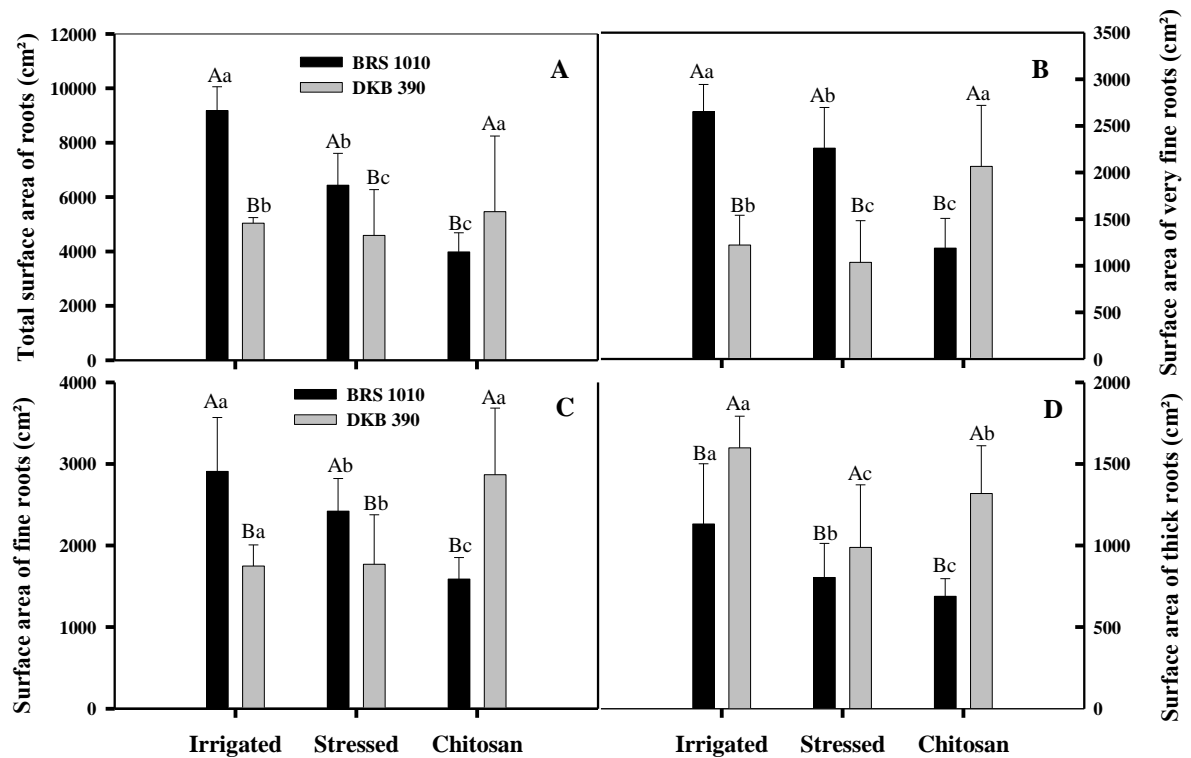 Total surface area of roots (cm²)
12000
10000
8000
6000
4000
2000
0
BRS 1010
DKB 390
A
Aa
Bb
Ab
Bc
Bc
Aa
B
Aa
Bb
Ab
Bc
Bc
Aa
3500
3000
2500
2000
1500
1000
500
0
Surface area of very fine roots (cm²)
Surface area of fine roots (cm²)
4000
3000
2000
1000
0
BRS 1010
DKB 390
C
Aa
Ba
Ab
Bb
Bc
Aa
Irrigated
Stressed
Chitosan
D
Ba
Aa
Bb
Ac
Bc
Ab
2000
1500
1000
500
0
Surface area of thick roots (cm²)
Irrigated
Stressed
Chitosan